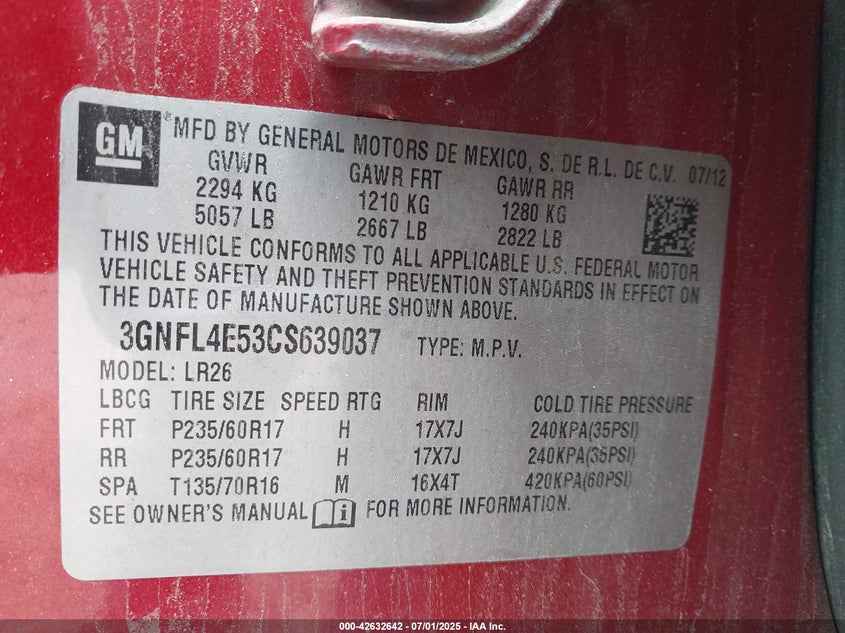 GM ® MFD BY GENERAL MOTORS DE MEXICO, S. DE R.L. DE C.V. 07/12
GVWR GAWR FRT GAWR RR
2294 KG 1210 KG 1280 KG
5057 LB 2667 LB 2822 LB
THIS VEHICLE CONFORMS TO ALL APPLICABLE U.S. FEDERAL MOTOR
VEHICLE SAFETY AND THEFT PREVENTION STANDARDS IN EFFECT ON
THE DATE OF MANUFACTURE SHOWN ABOVE.
3GNFL4E53CS639037 TYPE: M.P.V.
MODEL: LR26
LBCG TIRE SIZE SPEED RTG RIM COLD TIRE PRESSURE
FRT P235/60R17 H 17X7J 240KPA(35PSI)
RR P235/60R17 H 17X7J 240KPA(35PSI)
SPA T135/70R16 M 16X4T 420KPA(60PSI)
SEE OWNER'S MANUAL FOR MORE INFORMATION.
000-42632642 - 07/01/2025 - IAA Inc.